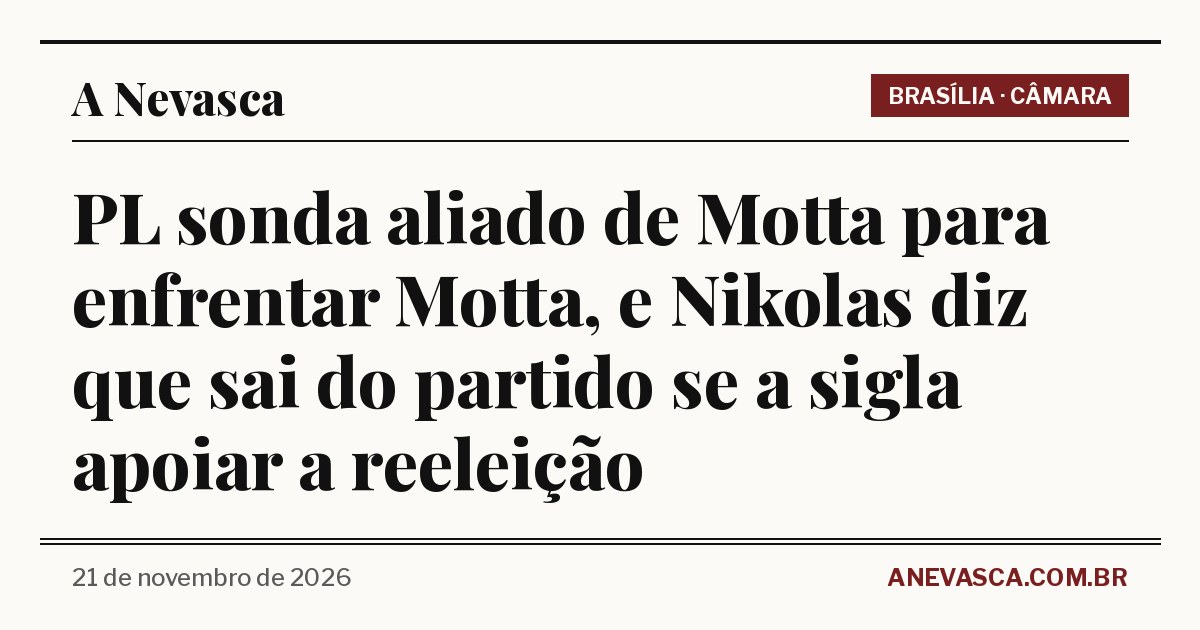 A Nevasca
BRASÍLIA · CÂMARA
PL sonda aliado de Motta para
enfrentar Motta, e Nikolas diz
que sai do partido se a sigla
apoiar a reeleição
21 de novembro de 2026
ANEVASCA.COM.BR